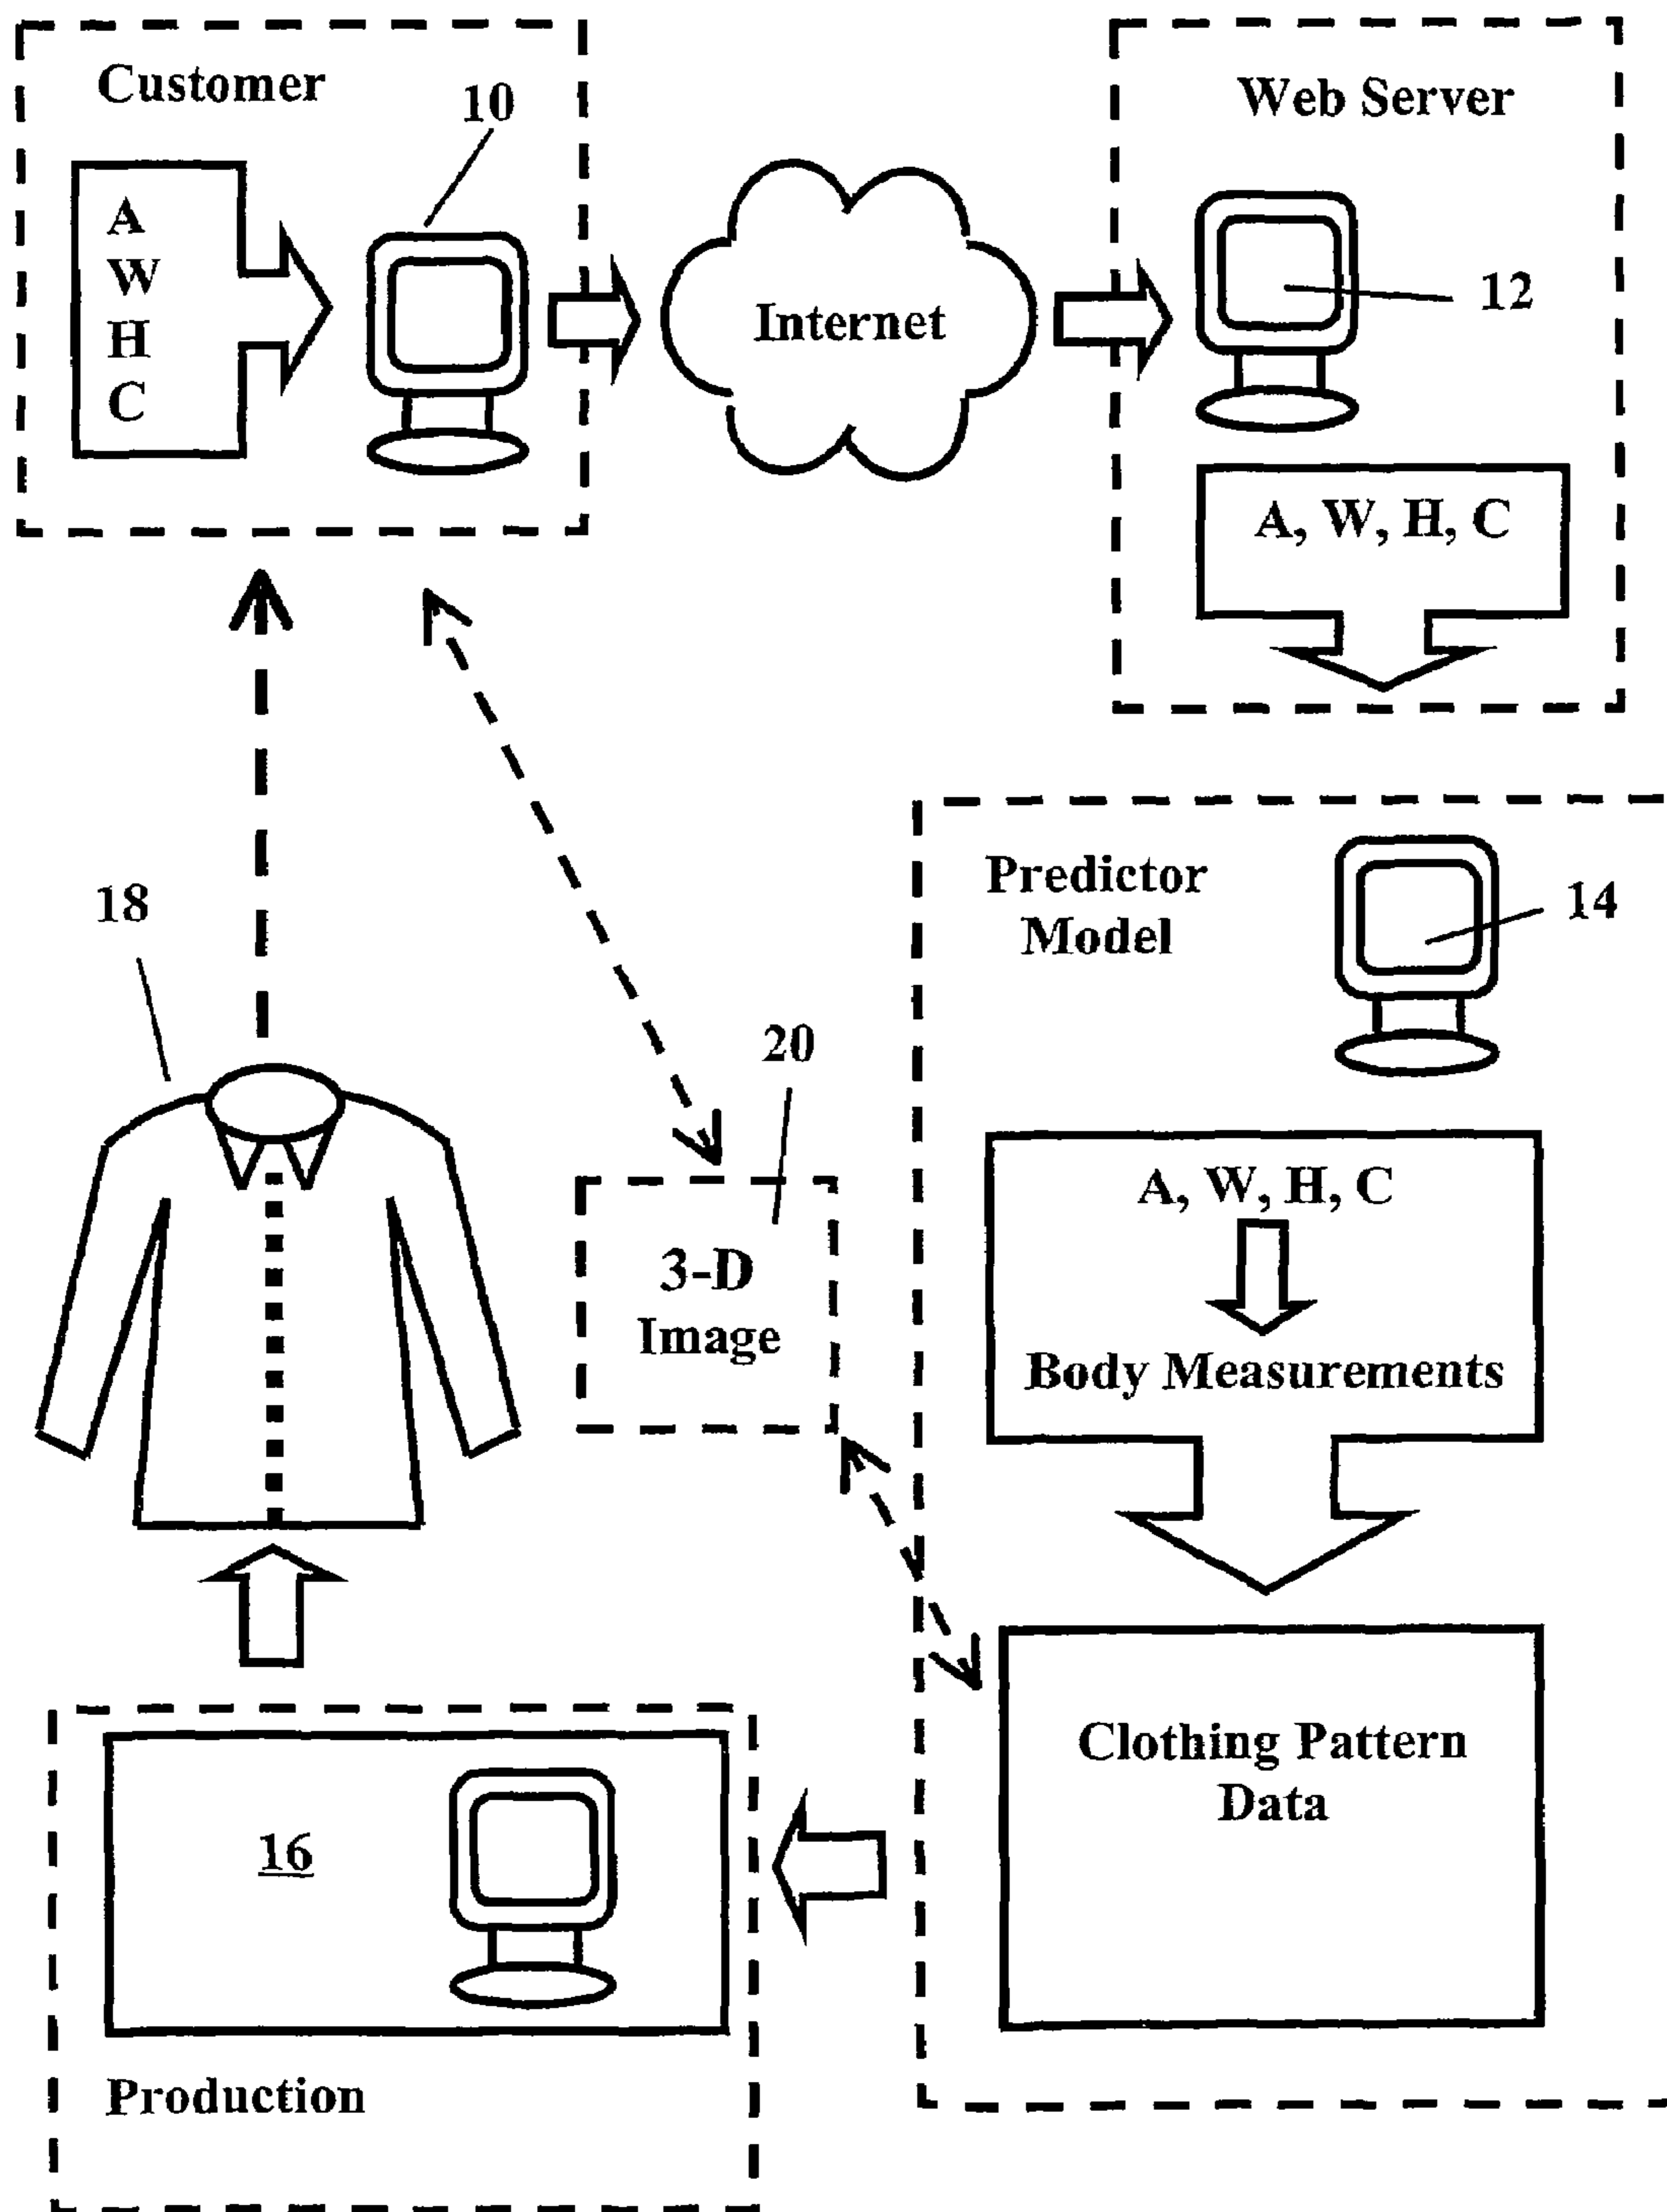 Customer
10
A
W
H
C
Internet
Web Server
12
A, W, H, C
Predictor
Model
14
A, W, H, C
Body Measurements
Clothing Pattern
Data
18
20
3-D
Image
16
Production